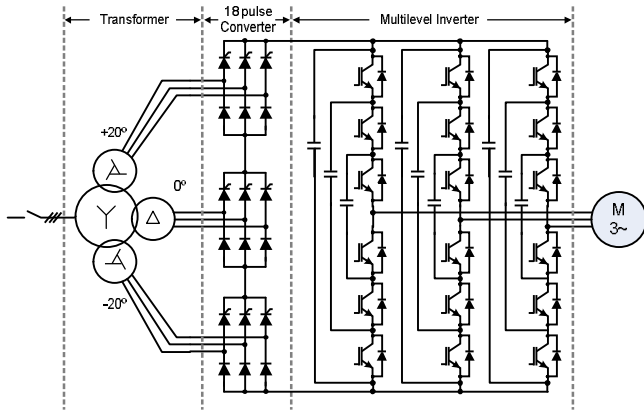 Transformer
18 pulse
Converter
Multilevel Inverter
+20º
0º
-20º
M
3~